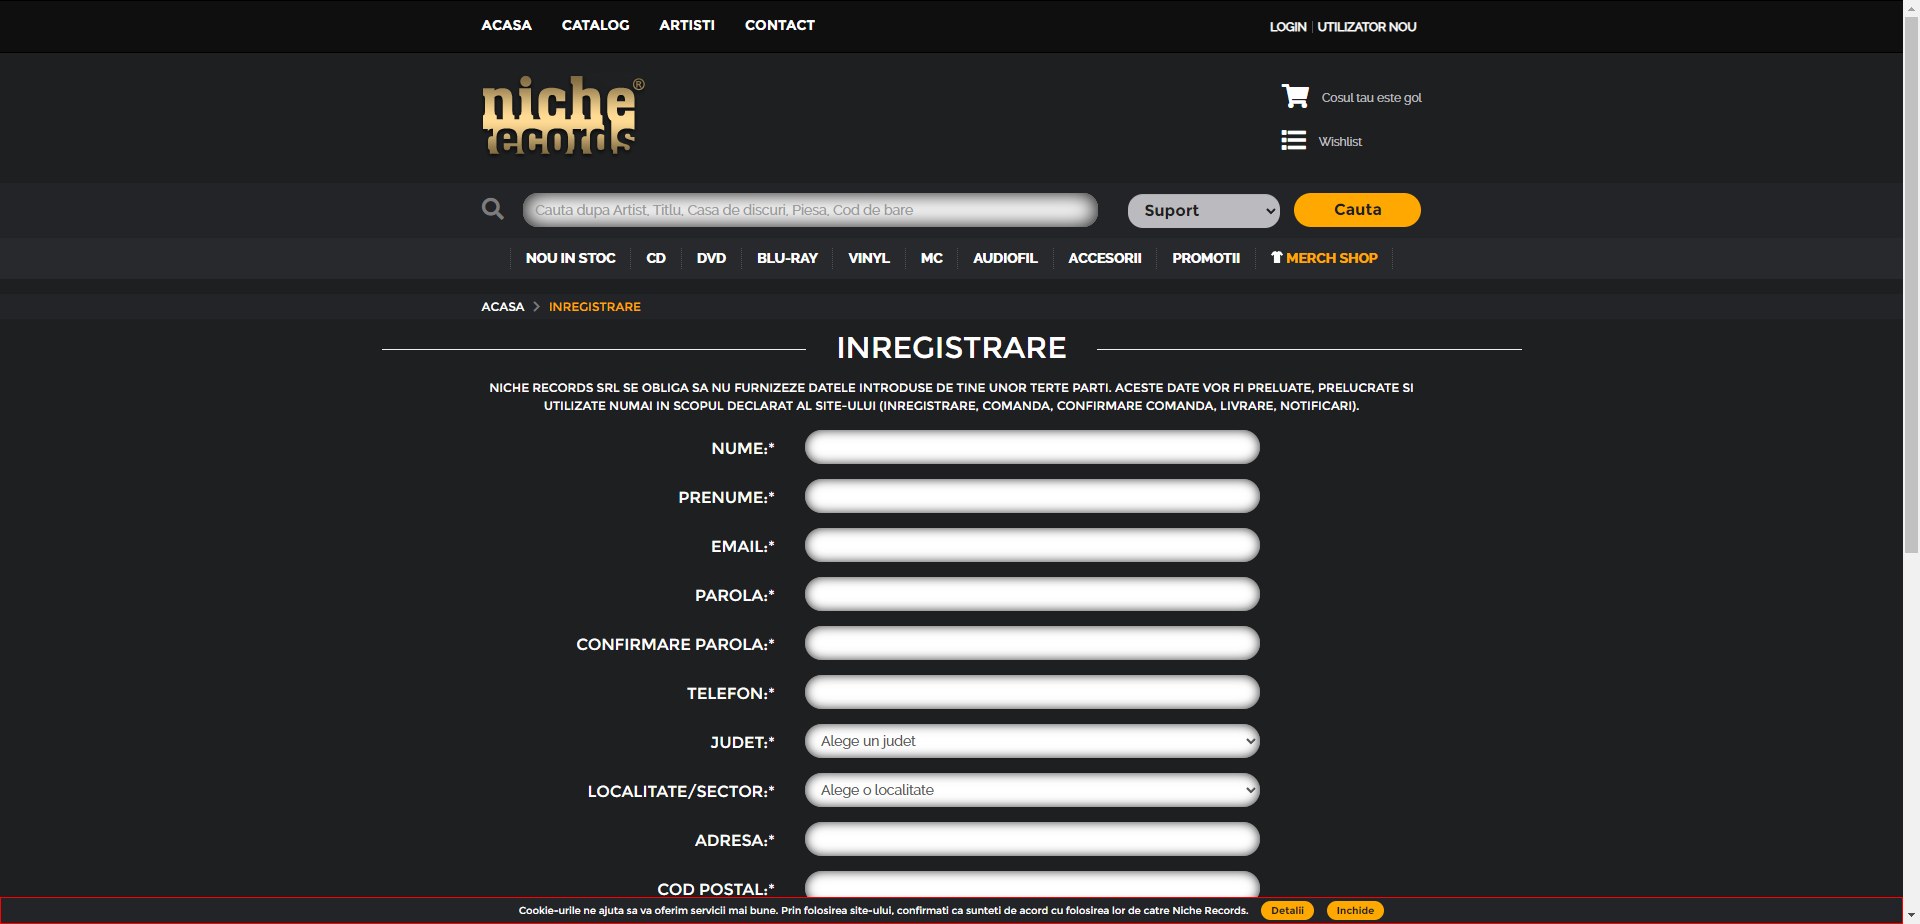 ACASA CATALOG ARTISTI CONTACT LOGIN | UTILIZATOR NOU
niche®
records
Cosul tau este gol
Wishlist
Cauta dupa Artist, Titlu, Casa de discuri, Piesa, Cod de bare Suport Cauta
NOU IN STOC CD DVD BLU-RAY VINYL MC AUDIOFIL ACCESORII PROMOTII MERCH SHOP
ACASA INREGISTRARE
INREGISTRARE
NICHE RECORDS SRL SE OBLIGA SA NU FURNIZEZE DATELE INTRODUSE DE TINE UNOR TERTE PARTI. ACESTE DATE VOR FI PRELUATE, PRELUCRATE SI
UTILIZATE NUMAI IN SCOPUL DECLARAT AL SITE-ULUI (INREGISTRARE, COMANDA, CONFIRMARE COMANDA, LIVRARE, NOTIFICARI).
NUME:*
PRENUME:*
EMAIL:*
PAROLA:*
CONFIRMARE PAROLA:*
TELEFON:*
JUDET:* Alege un judet
LOCALITATE/SECTOR:* Alege o localitate
ADRESA:*
COD POSTAL:*
Cookie-urile ne ajuta sa va oferim servicii mai bune. Prin folosirea site-ului, confirmati ca sunteti de acord cu folosirea lor de catre Niche Records. Detalii Inchide